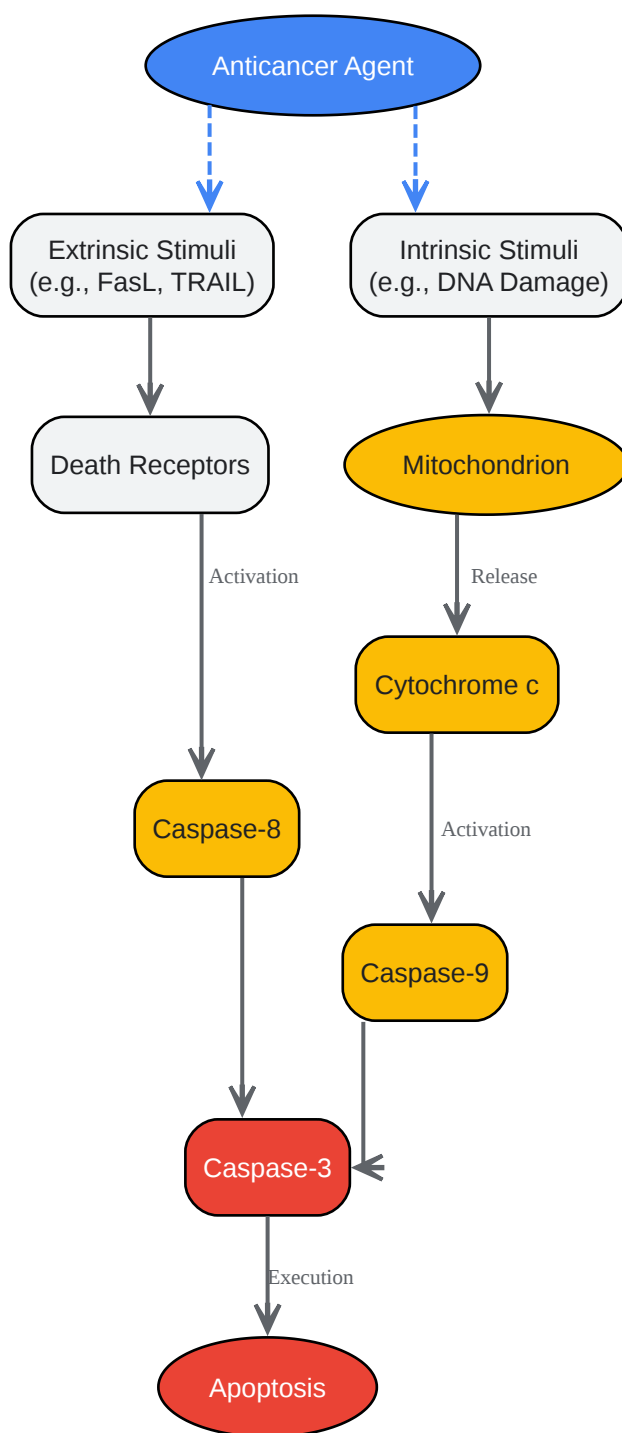 Anticancer Agent
Extrinsic Stimuli
(e.g., FasL, TRAIL)
Intrinsic Stimuli
(e.g., DNA Damage)
Death Receptors
Mitochondrion
Activation
Release
Cytochrome c
Caspase-8
Activation
Caspase-9
Caspase-3
Execution
Apoptosis